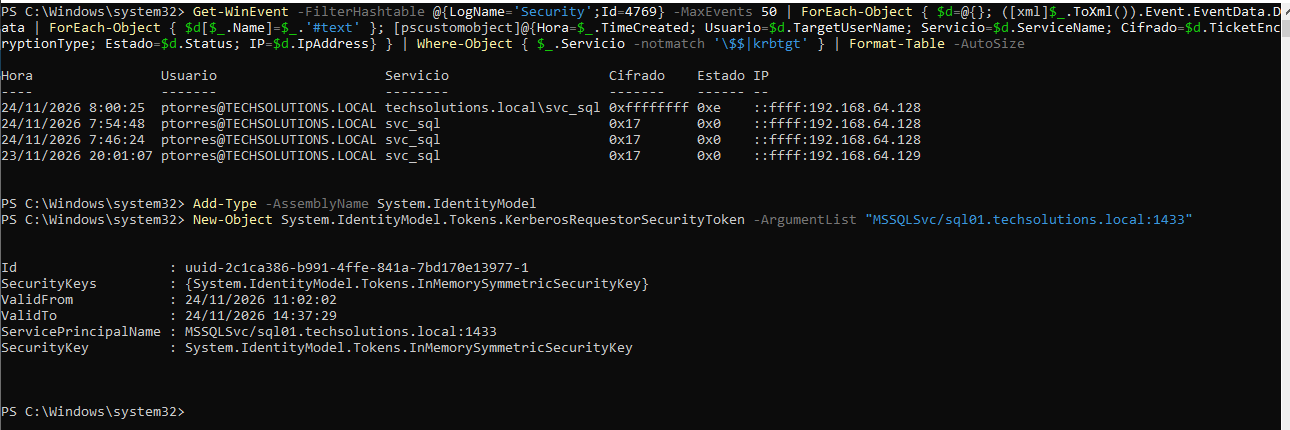 PS C:\Windows\system32> Get-WinEvent -FilterHashtable @{LogName='Security';Id=4769} -MaxEvents 50 | ForEach-Object { $d=@{}; ([xml]$_.ToXml()).Event.EventData.D
ata | ForEach-Object { $d[$_.Name]=$_.'#text' }; [pscustomobject]@{Hora=$_.TimeCreated; Usuario=$d.TargetUserName; Servicio=$d.ServiceName; Cifrado=$d.TicketEnc
ryptionType; Estado=$d.Status; IP=$d.IpAddress} } | Where-Object { $_.Servicio -notmatch '\$$|krbtgt' } | Format-Table -AutoSize
Hora Usuario Servicio Cifrado Estado IP
---- ------- -------- ------- ------ --
24/11/2026 8:00:25 ptorres@TECHSOLUTIONS.LOCAL techsolutions.local\svc_sql 0xffffffff 0xe ::ffff:192.168.64.128
24/11/2026 7:54:48 ptorres@TECHSOLUTIONS.LOCAL svc_sql 0x17 0x0 ::ffff:192.168.64.128
24/11/2026 7:46:24 ptorres@TECHSOLUTIONS.LOCAL svc_sql 0x17 0x0 ::ffff:192.168.64.128
23/11/2026 20:01:07 ptorres@TECHSOLUTIONS.LOCAL svc_sql 0x17 0x0 ::ffff:192.168.64.129
PS C:\Windows\system32> Add-Type -AssemblyName System.IdentityModel
PS C:\Windows\system32> New-Object System.IdentityModel.Tokens.KerberosRequestorSecurityToken -ArgumentList "MSSQLSvc/sql01.techsolutions.local:1433"
Id : uuid-2c1ca386-b991-4ffe-841a-7bd170e13977-1
SecurityKeys : {System.IdentityModel.Tokens.InMemorySymmetricSecurityKey}
ValidFrom : 24/11/2026 11:02:02
ValidTo : 24/11/2026 14:37:29
ServicePrincipalName : MSSQLSvc/sql01.techsolutions.local:1433
SecurityKey : System.IdentityModel.Tokens.InMemorySymmetricSecurityKey
PS C:\Windows\system32>